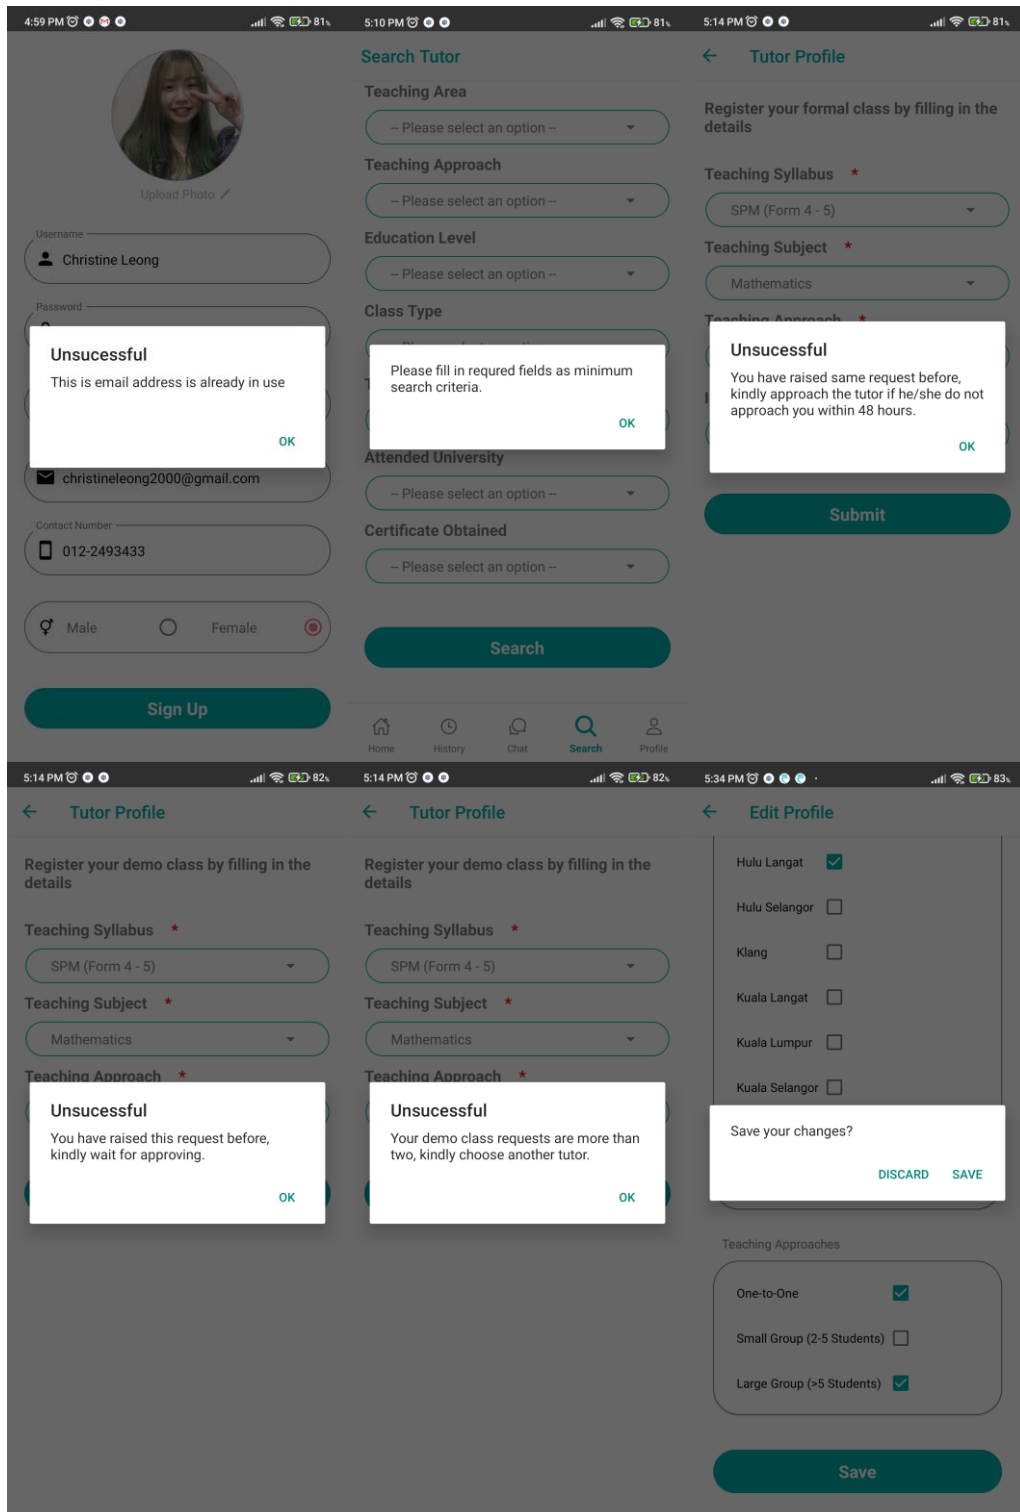 4:59 PM
81%
Upload Photo
Username
Christine Leong
Password
Unsucessful
This is email address is already in use
OK
christineleong2000@gmail.com
Contact Number
012-2493433
Male
Female
Sign Up
5:10 PM
81%
Search Tutor
Teaching Area
-- Please select an option --
Teaching Approach
-- Please select an option --
Education Level
-- Please select an option --
Class Type
Please fill in requred fields as minimum
search criteria.
OK
Attended University
-- Please select an option --
Certificate Obtained
-- Please select an option --
Search
Home
History
Chat
Search
Profile
5:14 PM
81%
Tutor Profile
Register your formal class by filling in the
details
Teaching Syllabus *
SPM (Form 4 - 5)
Teaching Subject *
Mathematics
Teaching Approach *
Unsucessful
You have raised same request before,
kindly approach the tutor if he/she do not
approach you within 48 hours.
OK
Submit
5:14 PM
82%
Tutor Profile
Register your demo class by filling in the
details
Teaching Syllabus *
SPM (Form 4 - 5)
Teaching Subject *
Mathematics
Teaching Approach *
Unsucessful
You have raised this request before,
kindly wait for approving.
OK
5:14 PM
82%
Tutor Profile
Register your demo class by filling in the
details
Teaching Syllabus *
SPM (Form 4 - 5)
Teaching Subject *
Mathematics
Teaching Approach *
Unsucessful
Your demo class requests are more than
two, kindly choose another tutor.
OK
5:34 PM
83%
Edit Profile
Hulu Langat
Hulu Selangor
Klang
Kuala Langat
Kuala Lumpur
Kuala Selangor
Save your changes?
DISCARD SAVE
Teaching Approaches
One-to-One
Small Group (2-5 Students)
Large Group (>5 Students)
Save